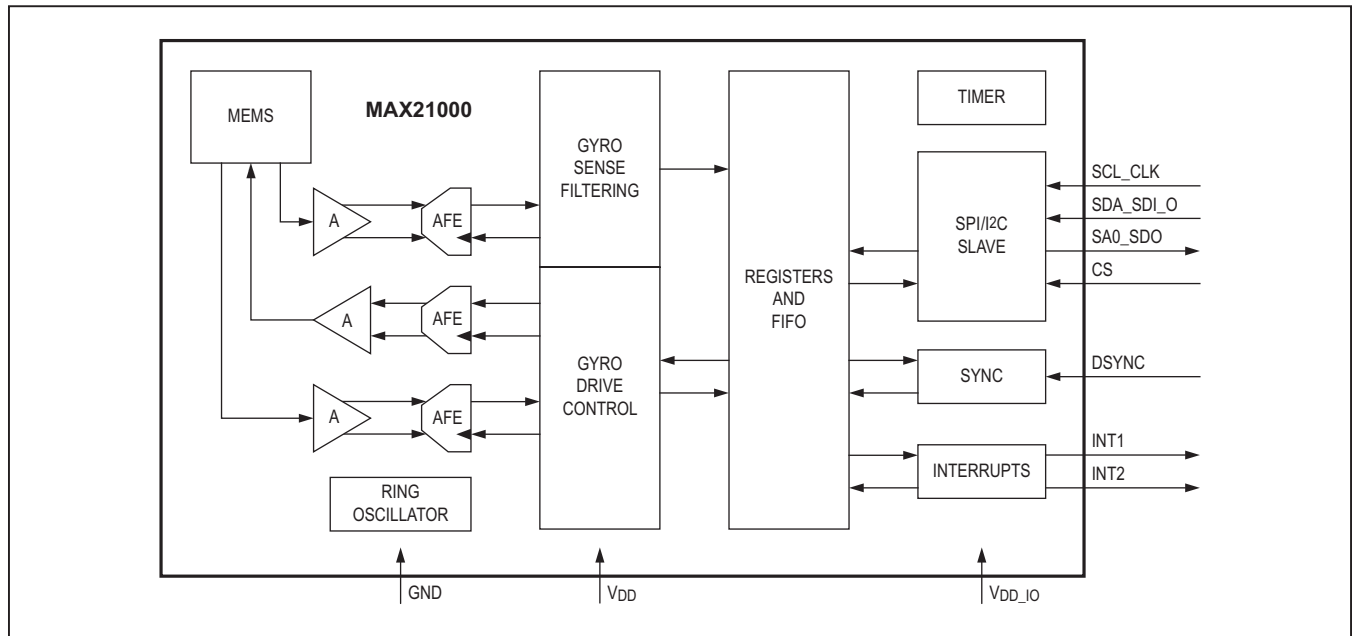 MAX21000
MEMS
A
AFE
A
AFE
A
AFE
RING
OSCILLATOR
GYRO
SENSE
FILTERING
GYRO
DRIVE
CONTROL
REGISTERS
AND
FIFO
TIMER
SPI/I2C
SLAVE
SYNC
INTERRUPTS
SCL_CLK
SDA_SDI_O
SA0_SDO
CS
DSYNC
INT1
INT2
GND
VDD
VDD_IO